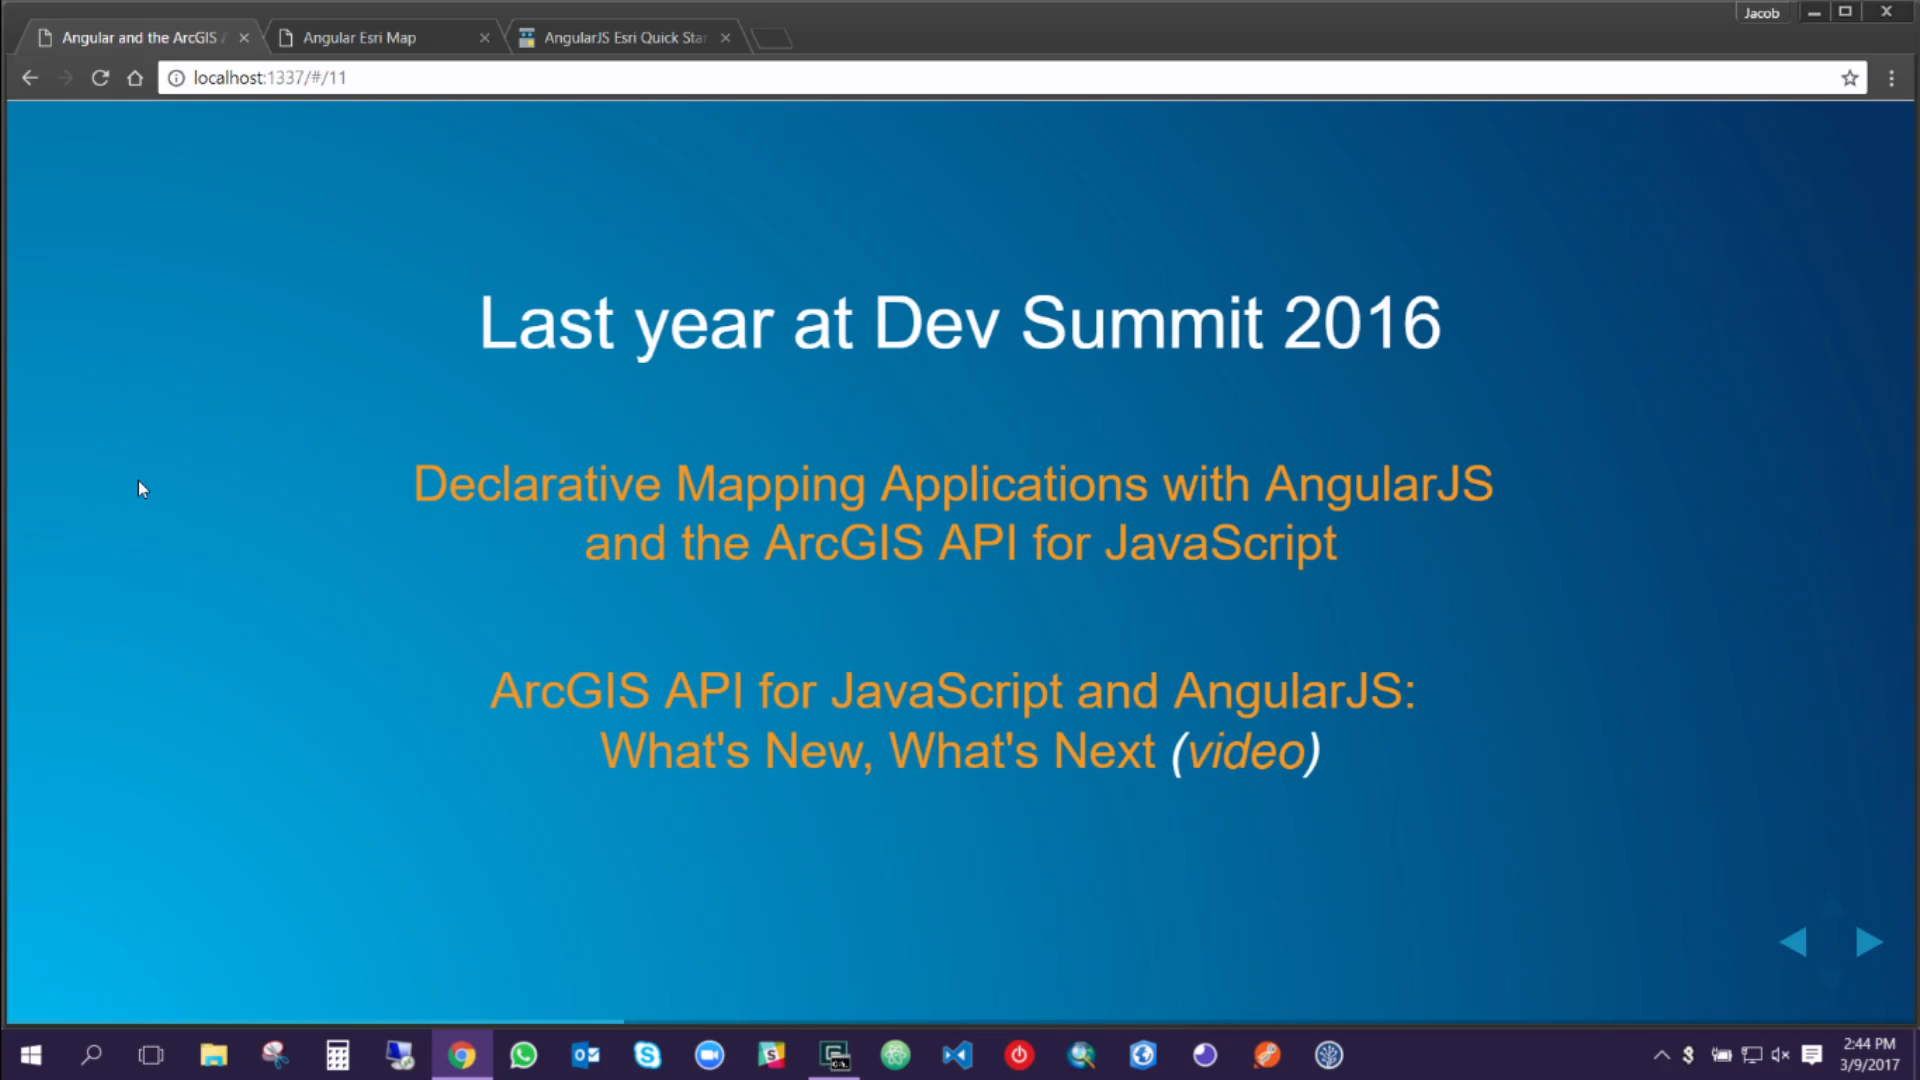 Jacob
Angular and the ArcGIS
Angular Esri Map
AngularJS Esri Quick Star
localhost:1337/#/11
Last year at Dev Summit 2016
Declarative Mapping Applications with AngularJS
and the ArcGIS API for JavaScript
ArcGIS API for JavaScript and AngularJS:
What's New, What's Next (video)
2:44 PM
3/9/2017